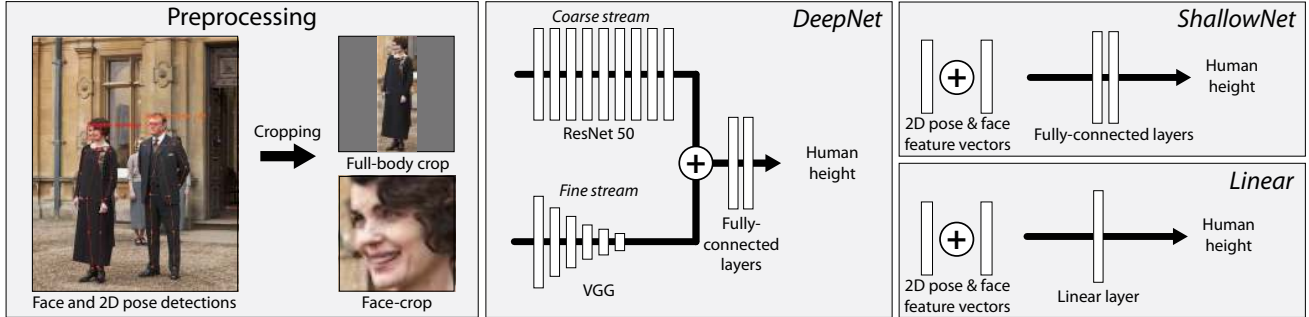 Preprocessing
Cropping
Face and 2D pose detections
Full-body crop
Face-crop
DeepNet
Coarse stream
ResNet 50
Fine stream
VGG
Fully-
connected
layers
Human
height
ShallowNet
2D pose & face
feature vectors
Fully-connected layers
Human
height
Linear
2D pose & face
feature vectors
Linear layer
Human
height